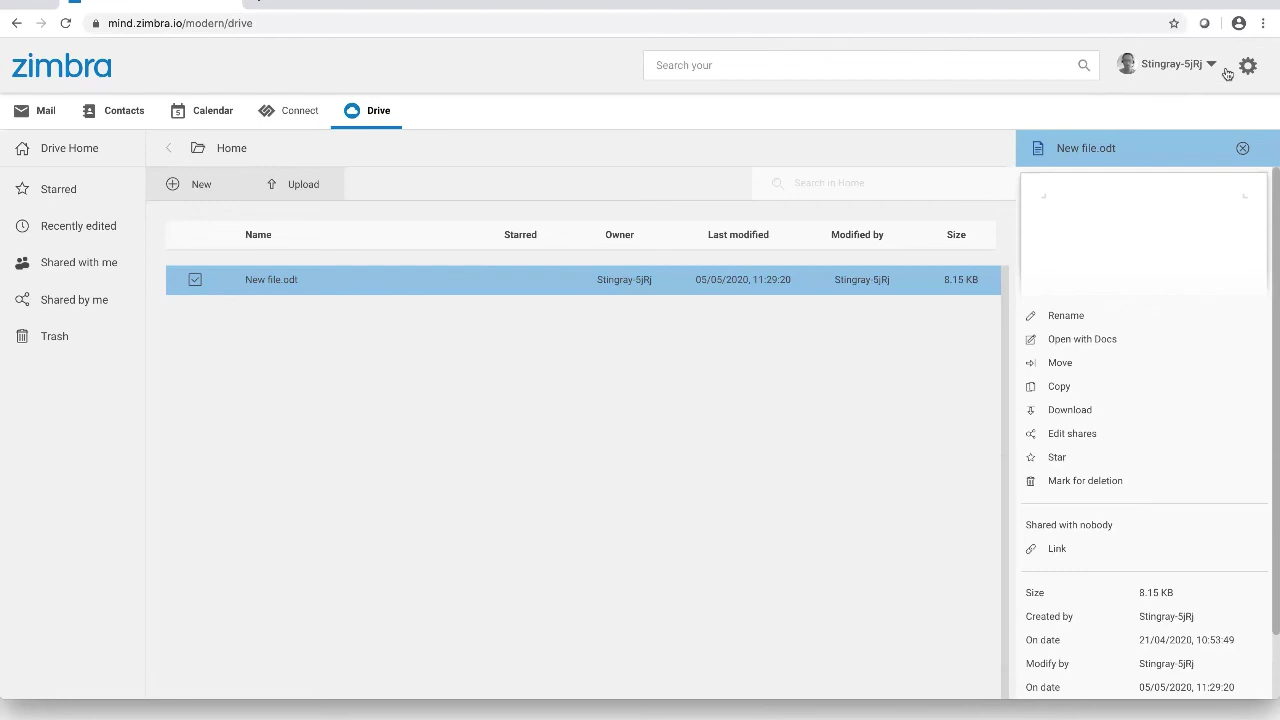 mind.zimbra.io/modern/drive
zimbra
Search your
Stingray-5jRj
Mail
Contacts
5
Calendar
Connect
Drive
Drive Home
Home
New file.odt
Starred
New
Upload
Search in Home
Recently edited
Name
Starred
Owner
Last modified
Modified by
Size
Shared with me
New file.odt
Stingray-5jRj
05/05/2020, 11:29:20
Stingray-5jRj
8.15 KB
Shared by me
Trash
Rename
Open with Docs
Move
Copy
Download
Edit shares
Star
Mark for deletion
Shared with nobody
Link
Size 8.15 KB
Created by Stingray-5jRj
On date 21/04/2020, 10:53:49
Modify by Stingray-5jRj
On date 05/05/2020, 11:29:20